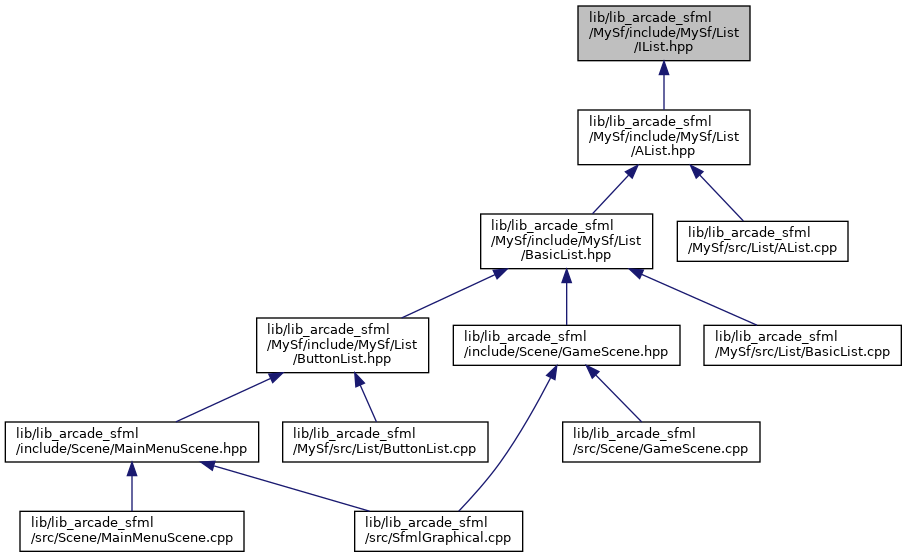 lib/lib_arcade_sfml
/MySf/include/MySf/List
/IList.hpp
lib/lib_arcade_sfml
/MySf/include/MySf/List
/AList.hpp
lib/lib_arcade_sfml
/MySf/include/MySf/List
/BasicList.hpp
lib/lib_arcade_sfml
/MySf/src/List/AList.cpp
lib/lib_arcade_sfml
/MySf/include/MySf/List
/ButtonList.hpp
lib/lib_arcade_sfml
/include/Scene/GameScene.hpp
lib/lib_arcade_sfml
/MySf/src/List/BasicList.cpp
lib/lib_arcade_sfml
/include/Scene/MainMenuScene.hpp
lib/lib_arcade_sfml
/MySf/src/List/ButtonList.cpp
lib/lib_arcade_sfml
/src/Scene/GameScene.cpp
lib/lib_arcade_sfml
/src/Scene/MainMenuScene.cpp
lib/lib_arcade_sfml
/src/SfmlGraphical.cpp